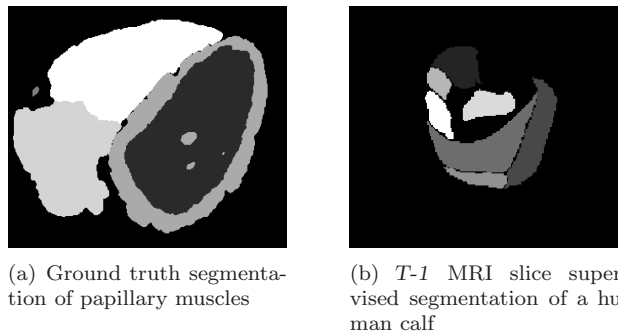 (a) Ground truth segmenta-
tion of papillary muscles
(b) T-1 MRI slice super
vised segmentation of a hu
man calf